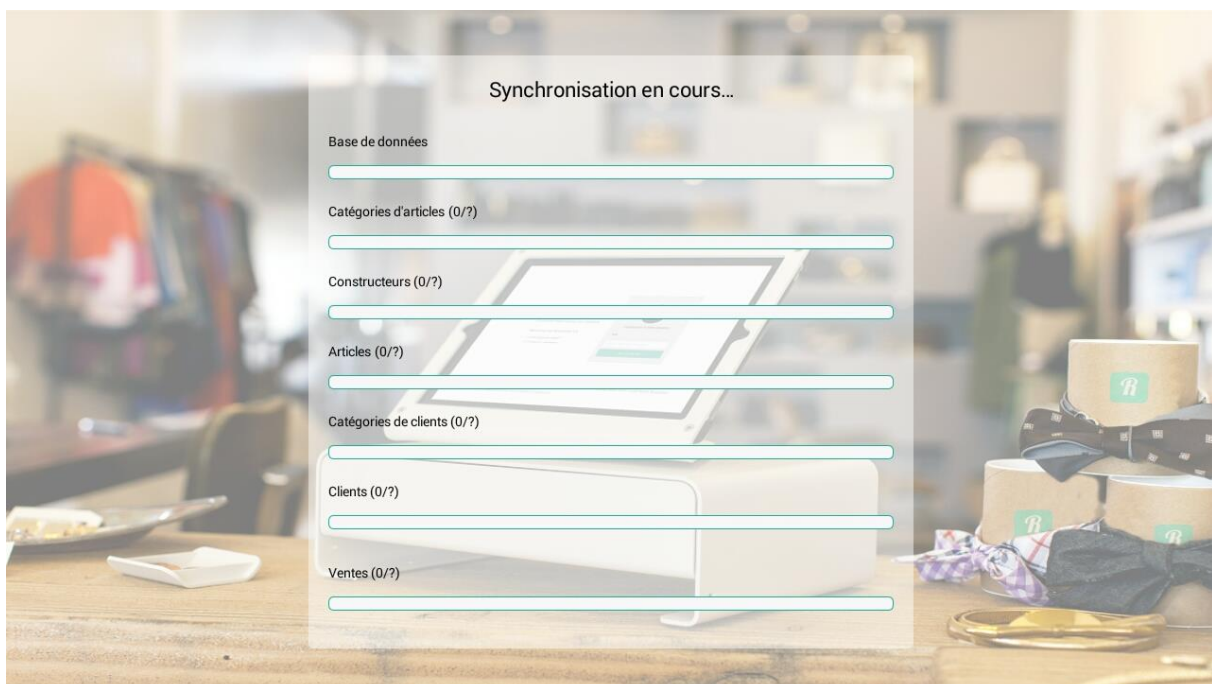 Synchronisation en cours...
Base de données
Catégories d'articles (0/?)
Constructeurs (0/?)
Articles (0/?)
Catégories de clients (0/?)
Clients (0/?)
Ventes (0/?)
R
R
R